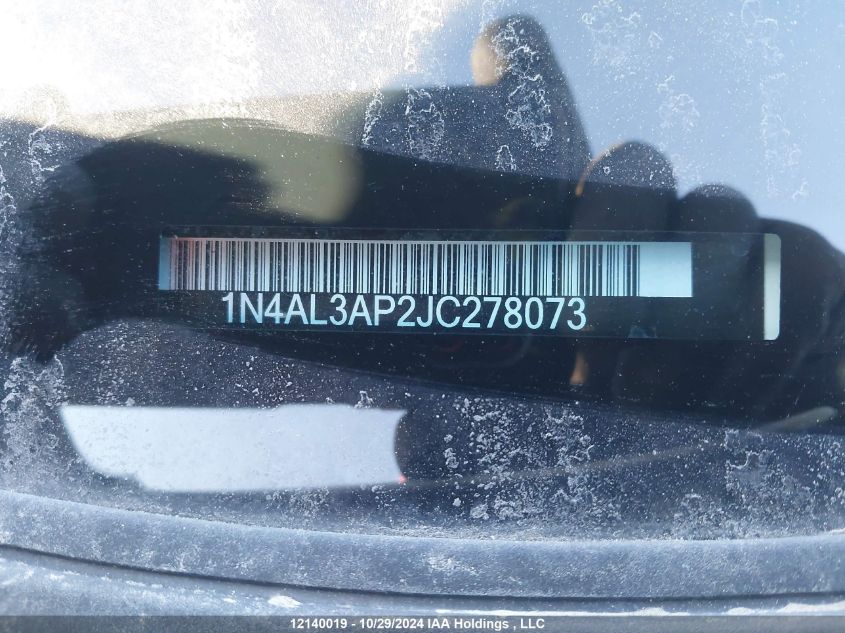 1N4AL3AP2JC278073
12140019 - 10/29/2024 IAA Holdings , LLC